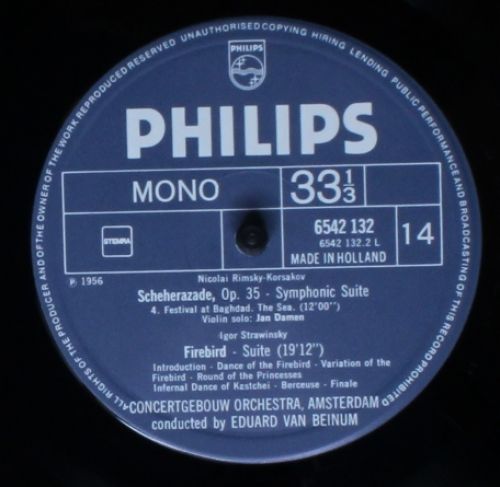 ALL RIGHTS OF THE PRODUCER AND OF THE OWNER OF THE WORK REPRODUCED RESERVED UNAUTHORISED COPYING HIRING LENDING PUBLIC PERFORMANCE AND BROADCASTING OF THIS RECORD PROHIBITED
PHILIPS
PHILIPS
MONO
33⅓
STEMRA
6542 132
6542 132.2 L
MADE IN HOLLAND
14
℗ 1956
Nicolai Rimsky-Korsakov
Scheherazade, Op. 35 - Symphonic Suite
4. Festival at Baghdad. The Sea. (12'00'')
Violin solo: Jan Damen
Igor Strawinsky
Firebird - Suite (19'12'')
Introduction - Dance of the Firebird - Variation of the
Firebird - Round of the Princesses
Infernal Dance of Kastchei - Berceuse - Finale
CONCERTGEBOUW ORCHESTRA, AMSTERDAM
conducted by EDUARD VAN BEINUM